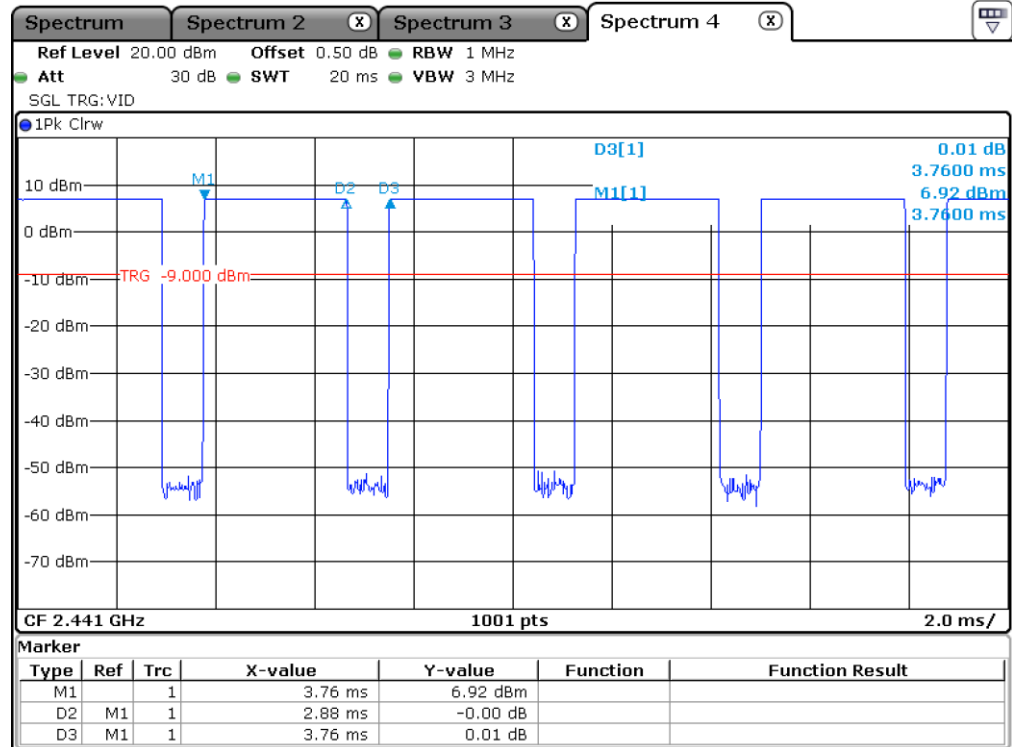 Spectrum Spectrum 2 X Spectrum 3 X Spectrum 4 X
Ref Level 20.00 dBm Offset 0.50 dB RBW 1 MHz
Att 30 dB SWT 20 ms VBW 3 MHz
SGL TRG: VID
1Pk Clrw
D3[1] 0.01 dB
3.7600 ms
M1[1] 6.92 dBm
3.7600 ms
M1
D2 D3
10 dBm
0 dBm
-10 dBm TRG -9.000 dBm
-20 dBm
-30 dBm
-40 dBm
-50 dBm
-60 dBm
-70 dBm
CF 2.441 GHz 1001 pts 2.0 ms/
Marker
Type Ref Trc X-value Y-value Function Function Result
M1 1 3.76 ms 6.92 dBm
D2 M1 1 2.88 ms -0.00 dB
D3 M1 1 3.76 ms 0.01 dB